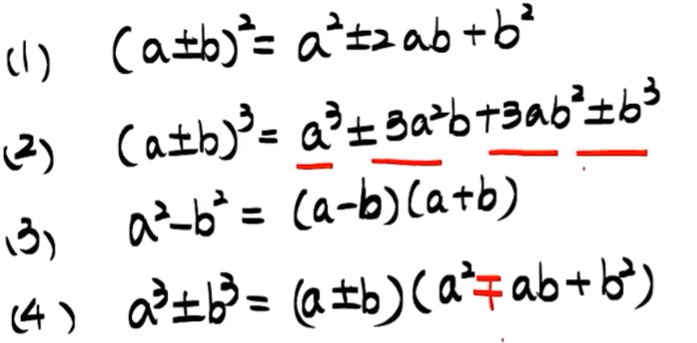 (1) (a±b)²= a²±2ab+b²
(2) (a±b)³= a³±3a²b+3ab²±b³
(3) a²-b²= (a-b)(a+b)
(4) a³±b³= (a±b)(a²∓ab+b²)